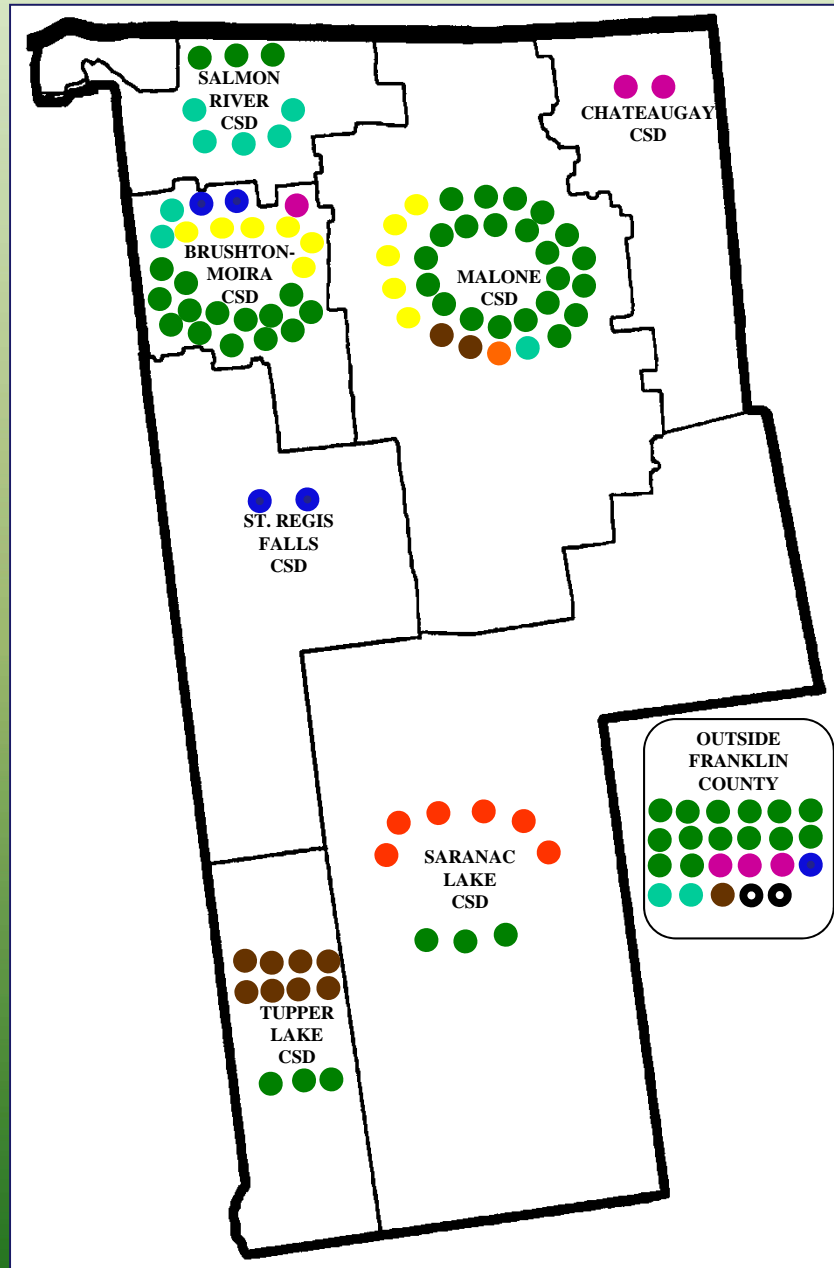 SALMON
RIVER
CSD
CHATEAUGAY
CSD
BRUSHTON-
MOIRA
CSD
MALONE
CSD
ST. REGIS
FALLS
CSD
OUTSIDE
FRANKLIN
COUNTY
SARANAC
LAKE
CSD
TUPPER
LAKE
CSD